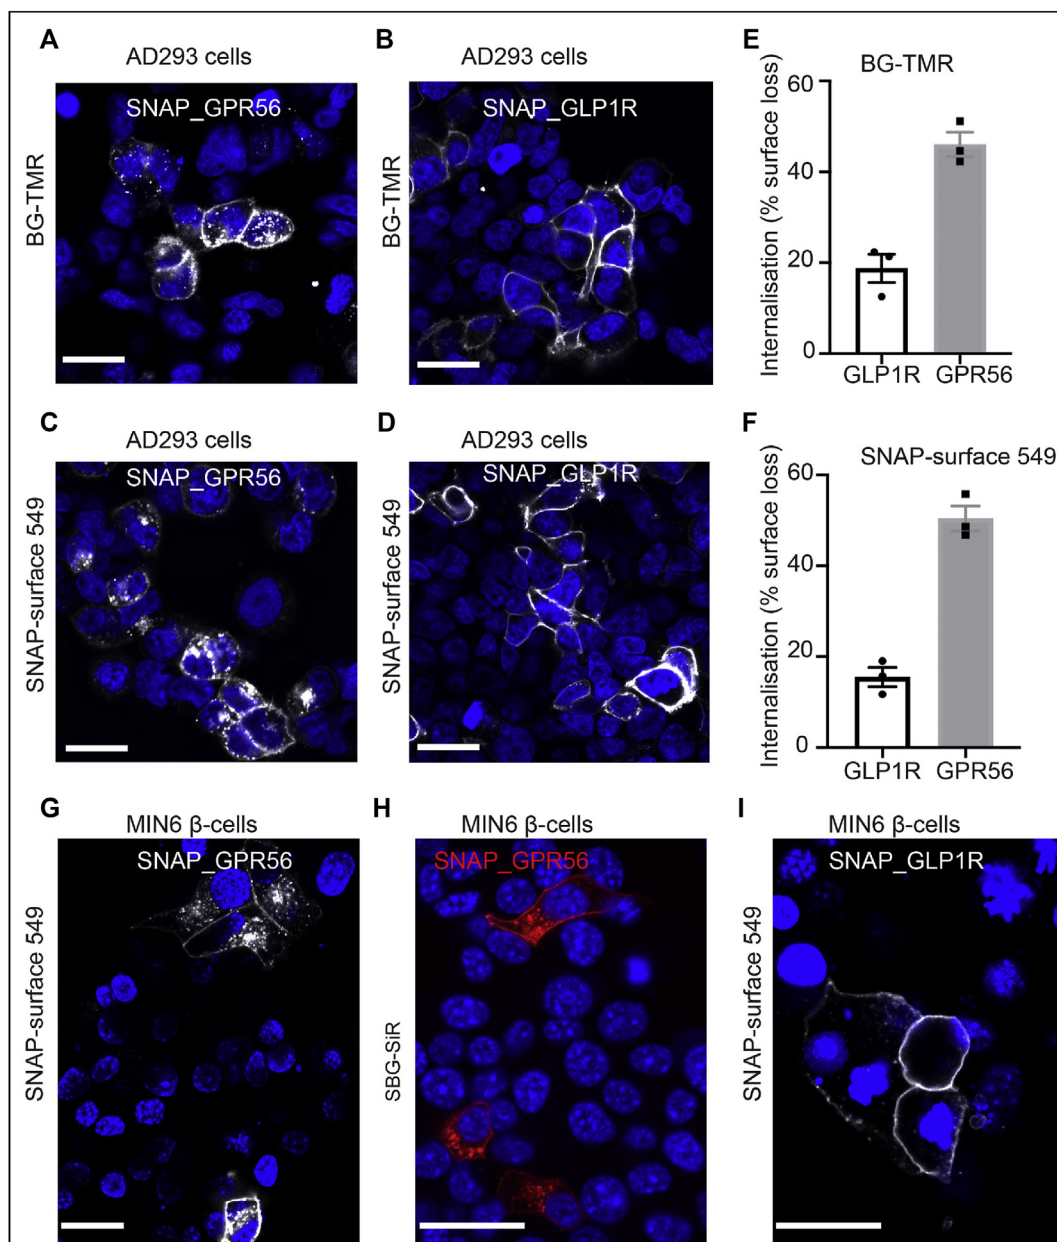 A
AD293 cells
SNAP_GPR56
BG-TMR
B
AD293 cells
SNAP_GLP1R
BG-TMR
E
BG-TMR
Internalisation (% surface loss)
60
40
20
0
GLP1R
GPR56
C
AD293 cells
SNAP_GPR56
SNAP-surface 549
D
AD293 cells
SNAP_GLP1R
SNAP-surface 549
F
SNAP-surface 549
Internalisation (% surface loss)
60
40
20
0
GLP1R
GPR56
G
MIN6 β-cells
SNAP_GPR56
SNAP-surface 549
H
MIN6 β-cells
SNAP_GPR56
SBG-SiR
I
MIN6 β-cells
SNAP_GLP1R
SNAP-surface 549